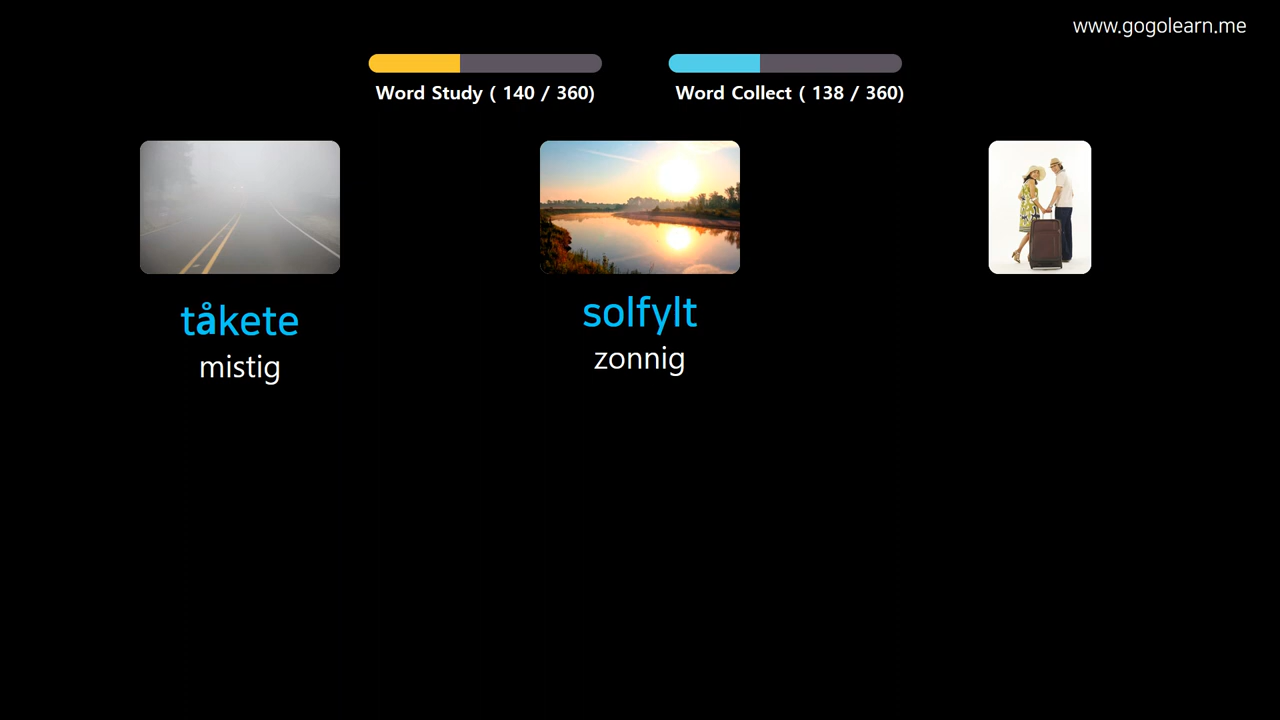 www.gogolearn.me
Word Study ( 140 / 360)
Word Collect ( 138 / 360)
tåkete
mistig
solfylt
zonnig